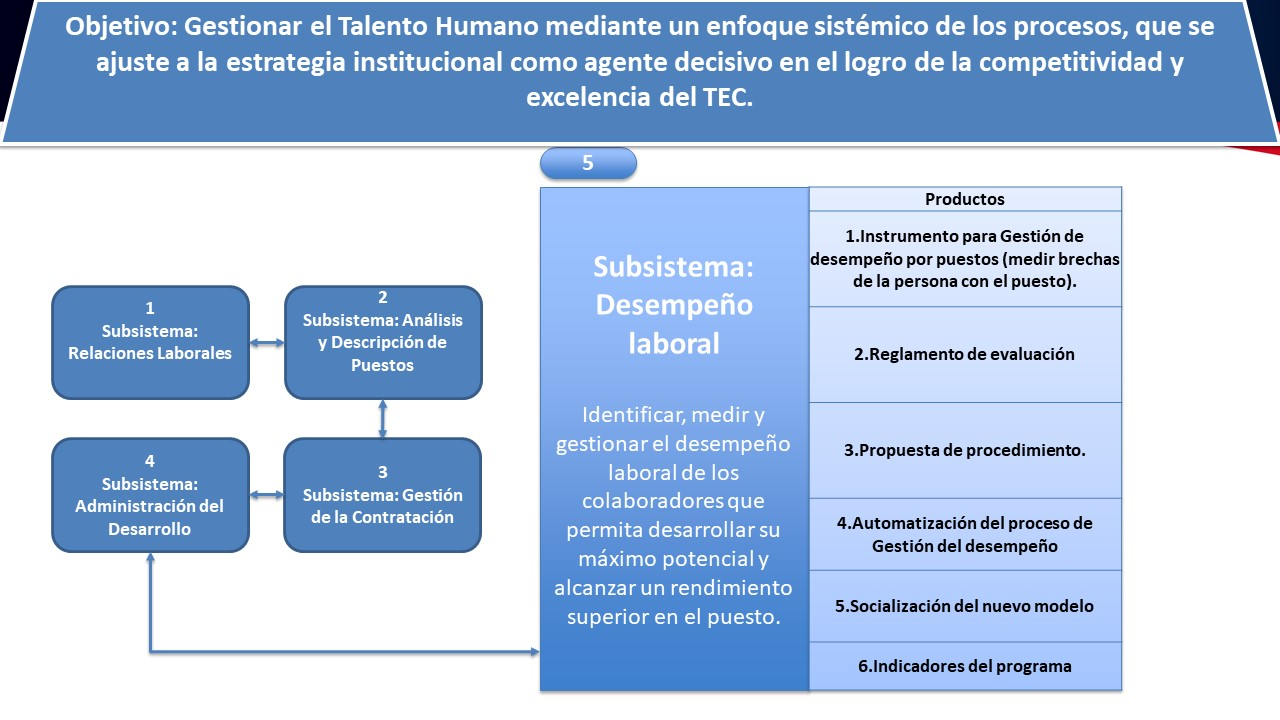 Objetivo: Gestionar el Talento Humano mediante un enfoque sistémico de los procesos, que se
ajuste a la estrategia institucional como agente decisivo en el logro de la competitividad y
excelencia del TEC.
1
Subsistema:
Relaciones Laborales
2
Subsistema: Análisis
y Descripción de
Puestos
3
Subsistema: Gestión
de la Contratación
4
Subsistema:
Administración del
Desarrollo
5
Subsistema:
Desempeño
laboral
Identificar, medir y
gestionar el desempeño
laboral de los
colaboradores que
permita desarrollar su
máximo potencial y
alcanzar un rendimiento
superior en el puesto.
Productos
1.Instrumento para Gestión de
desempeño por puestos (medir brechas
de la persona con el puesto).
2.Reglamento de evaluación
3.Propuesta de procedimiento.
4.Automatización del proceso de
Gestión del desempeño
5.Socialización del nuevo modelo
6.Indicadores del programa